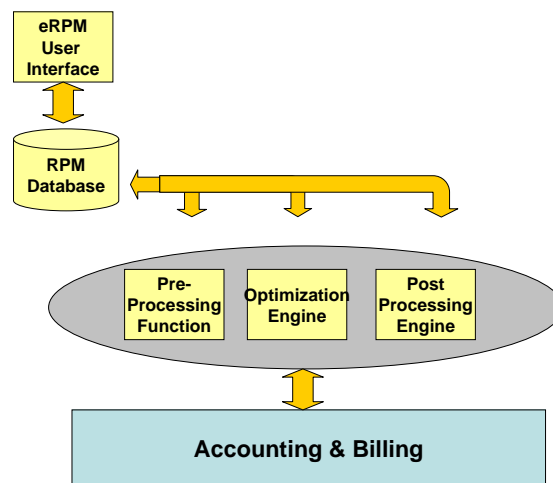 eRPM
User
Interface
RPM
Database
Pre-
Processing
Function
Optimization
Engine
Post
Processing
Engine
Accounting & Billing